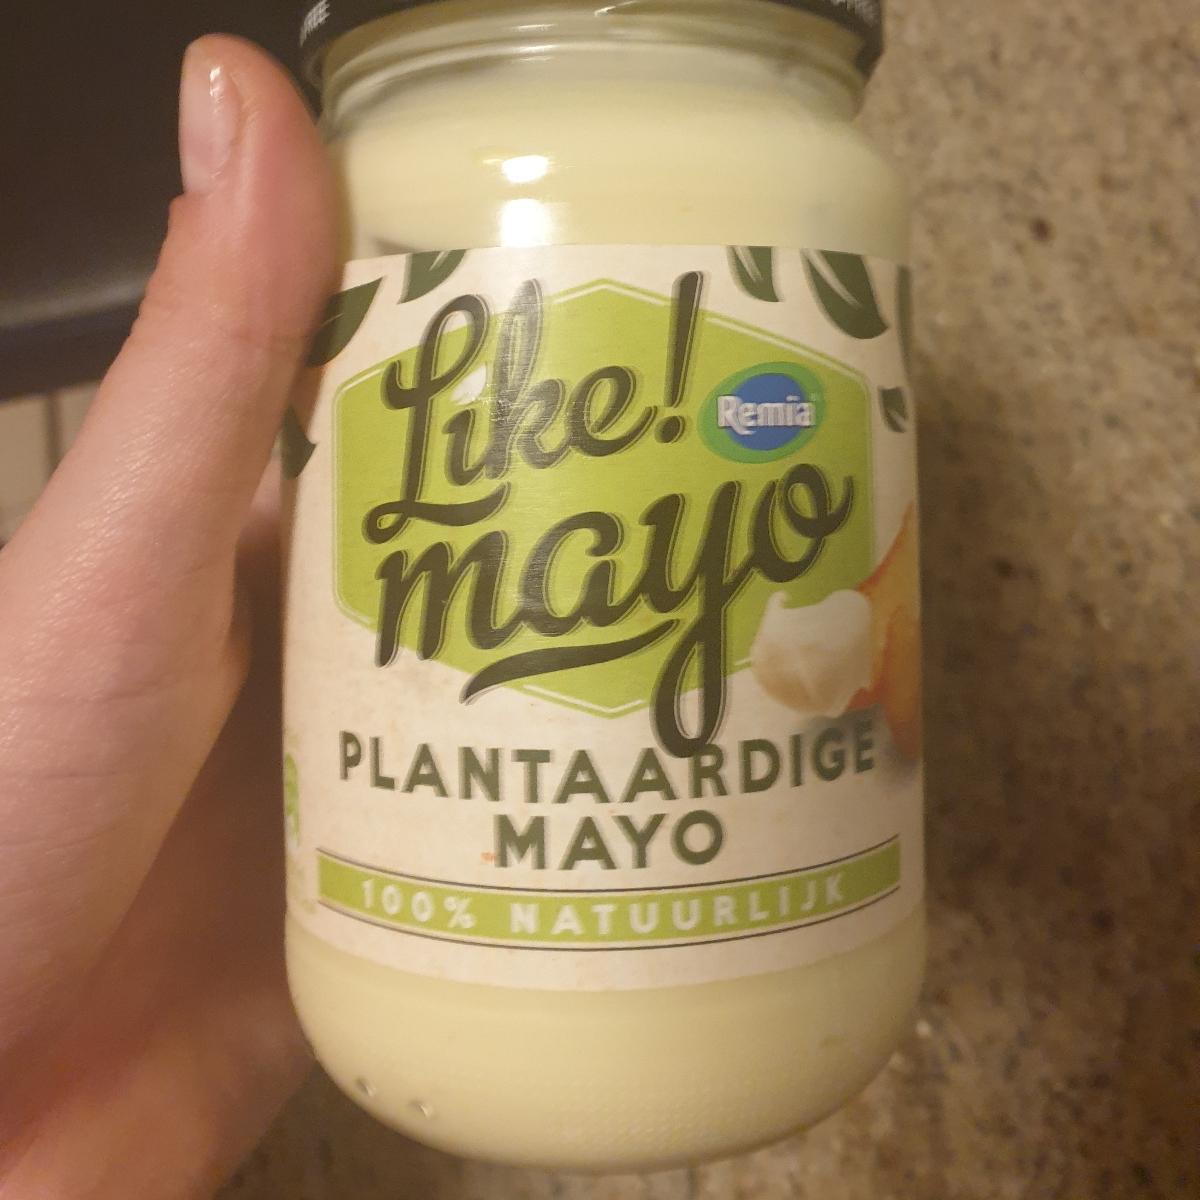 Like!
Remia
mayo
PLANTAARDIGE
MAYO
100% NATUURLIJK